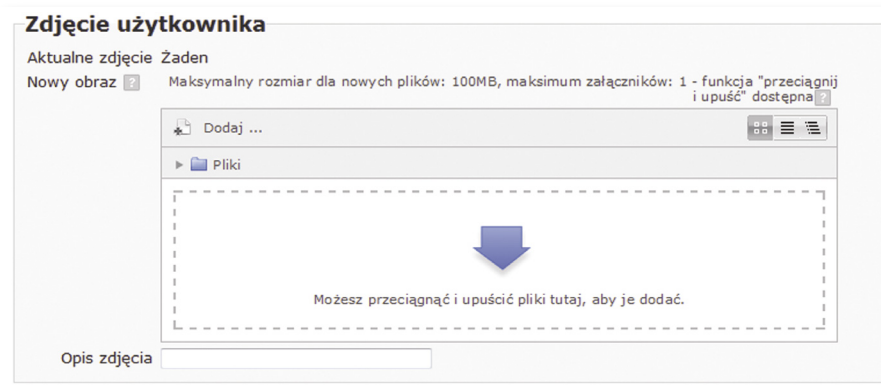 Zdjęcie użytkownika
Aktualne zdjęcie Żaden
Nowy obraz ? Maksymalny rozmiar dla nowych plików: 100MB, maksimum załączników: 1 - funkcja "przeciągnij
i upuść" dostępna ?
Dodaj ...
Pliki
Możesz przeciągnąć i upuścić pliki tutaj, aby je dodać.
Opis zdjęcia